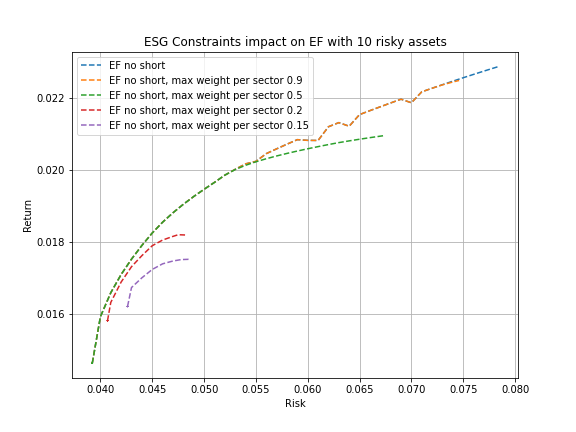 ESG Constraints impact on EF with 10 risky assets
EF no short
EF no short, max weight per sector 0.9
EF no short, max weight per sector 0.5
EF no short, max weight per sector 0.2
EF no short, max weight per sector 0.15
Return
0.022
0.020
0.018
0.016
0.040 0.045 0.050 0.055 0.060 0.065 0.070 0.075 0.080
Risk